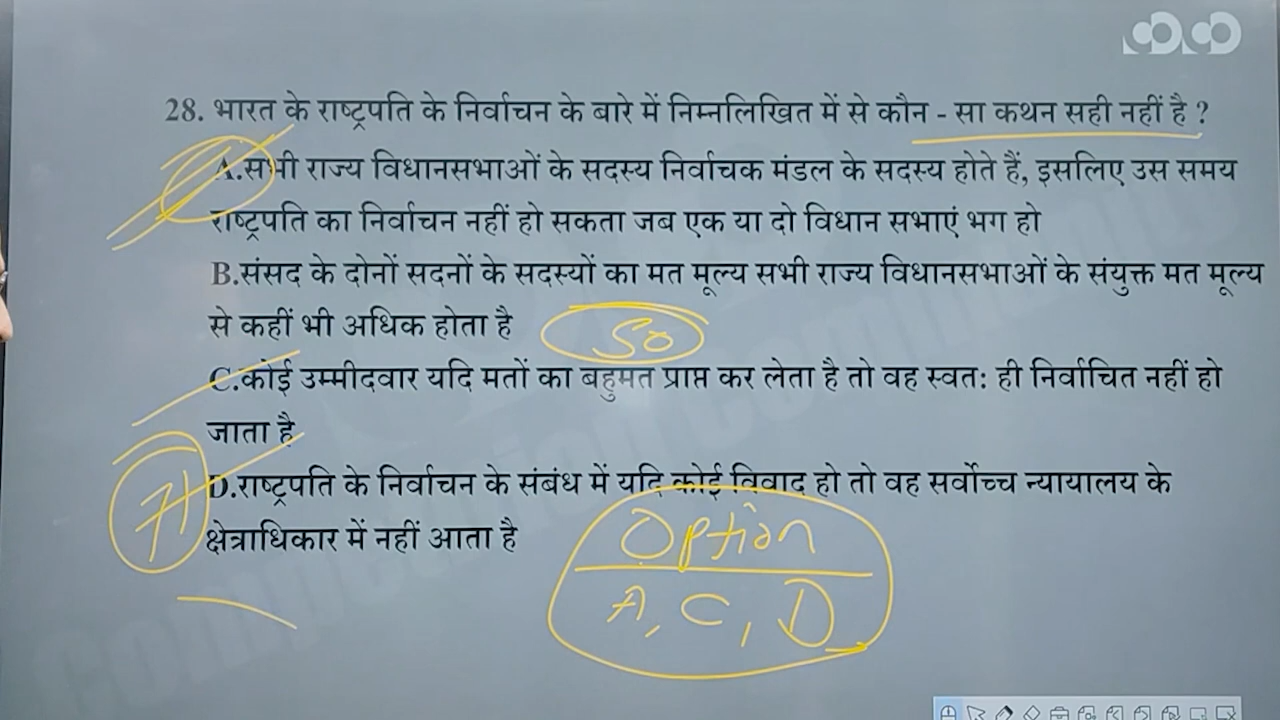 28. भारत के राष्ट्रपति के निर्वाचन के बारे में निम्नलिखित में से कौन - सा कथन सही नहीं है ?
A.सभी राज्य विधानसभाओं के सदस्य निर्वाचक मंडल के सदस्य होते हैं, इसलिए उस समय
राष्ट्रपति का निर्वाचन नहीं हो सकता जब एक या दो विधान सभाएं भग हो
B.संसद के दोनों सदनों के सदस्यों का मत मूल्य सभी राज्य विधानसभाओं के संयुक्त मत मूल्य
से कहीं भी अधिक होता है
50
C.कोई उम्मीदवार यदि मतों का बहुमत प्राप्त कर लेता है तो वह स्वत: ही निर्वाचित नहीं हो
जाता है
D.राष्ट्रपति के निर्वाचन के संबंध में यदि कोई विवाद हो तो वह सर्वोच्च न्यायालय के
क्षेत्राधिकार में नहीं आता है
71
Option
A, C, D